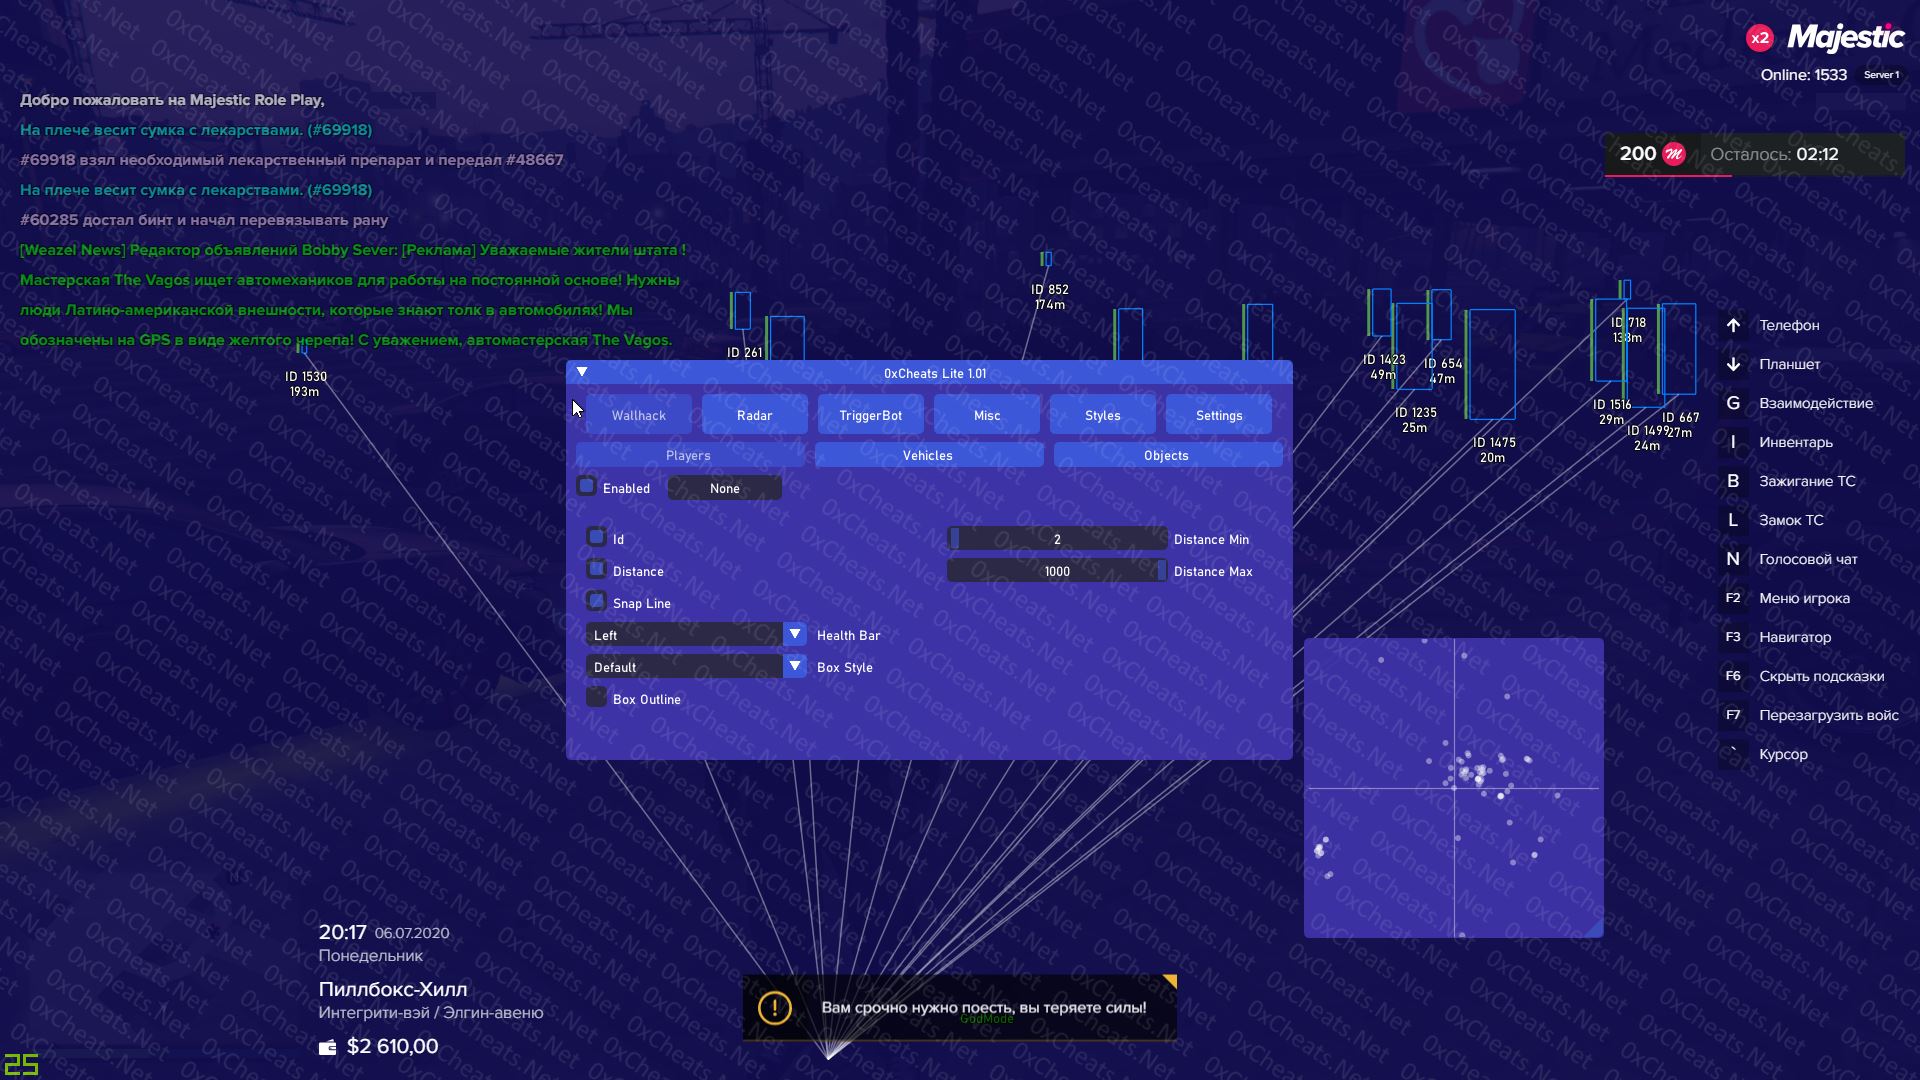 x2 Majestic
Online: 1533 Server 1
200 Осталось: 02:12
Добро пожаловать на Majestic Role Play,
На плече весит сумка с лекарствами. (#69918)
#69918 взял необходимый лекарственный препарат и передал #48667
На плече весит сумка с лекарствами. (#69918)
#60285 достал бинт и начал перевязывать рану
[Weazel News] Редактор объявлений Bobby Sever: [Реклама] Уважаемые жители штата !
Мастерская The Vagos ищет автомехаников для работы на постоянной основе! Нужны
люди Латино-американской внешности, которые знают толк в автомобилях! Мы
обозначены на GPS в виде желтого черепа! С уважением, автомастерская The Vagos.
ID 1530
193m
ID 261
ID 852
174m
ID 1423
49m
ID 654
47m
ID 1235
25m
ID 1475
20m
ID 718
ID 1516
29m
ID 1499
24m
ID 667
27m
0xCheats Lite 1.01
Wallhack Radar TriggerBot Misc Styles Settings
Players Vehicles Objects
Enabled None
Id 2 Distance Min
Distance 1000 Distance Max
Snap Line
Left Health Bar
Default Box Style
Box Outline
Телефон
Планшет
G Взаимодействие
I Инвентарь
B Зажигание ТС
L Замок ТС
N Голосовой чат
F2 Меню игрока
F3 Навигатор
F6 Скрыть подсказки
F7 Перезагрузить войс
` Курсор
20:17 06.07.2020
Понедельник
Пиллбокс-Хилл
Интегрити-вэй / Элгин-авеню
$2 610,00
Вам срочно нужно поесть, вы теряете силы!
GodMode
25
0xCheats.Net